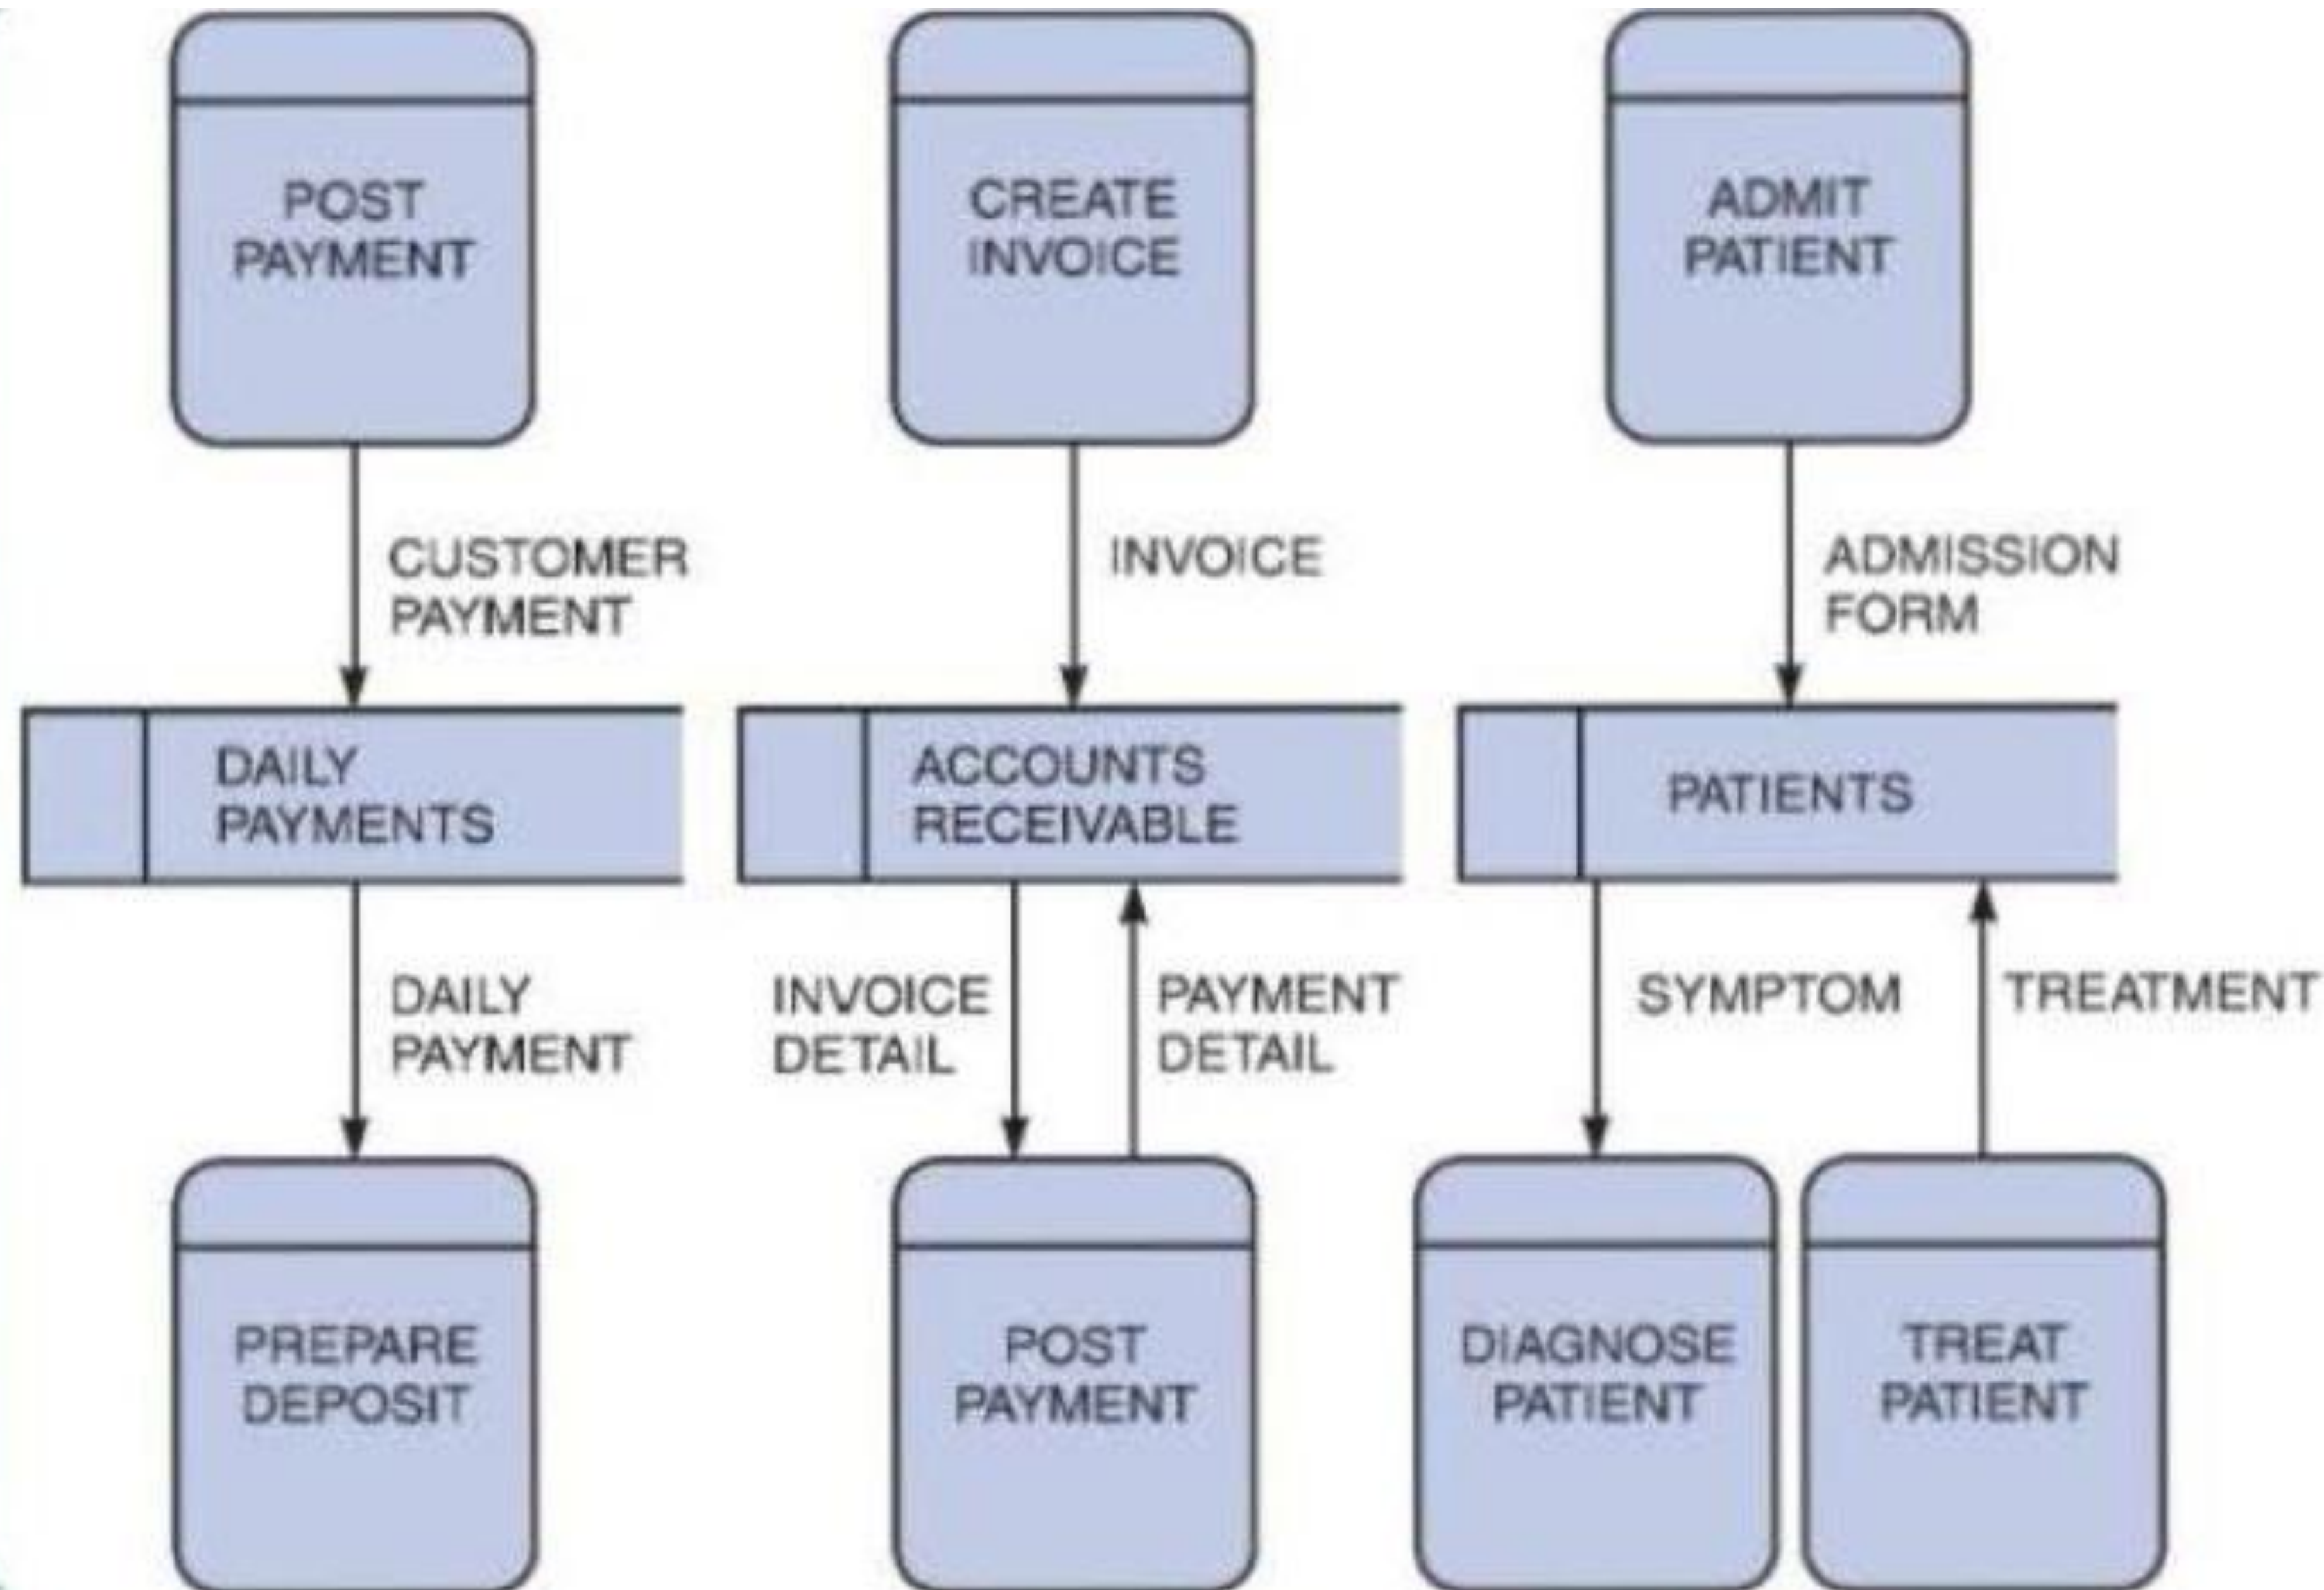 POST
PAYMENT
CREATE
INVOICE
ADMIT
PATIENT
CUSTOMER
PAYMENT
INVOICE
ADMISSION
FORM
DAILY
PAYMENTS
ACCOUNTS
RECEIVABLE
PATIENTS
DAILY
PAYMENT
INVOICE
DETAIL
PAYMENT
DETAIL
SYMPTOM
TREATMENT
PREPARE
DEPOSIT
POST
PAYMENT
DIAGNOSE
PATIENT
TREAT
PATIENT